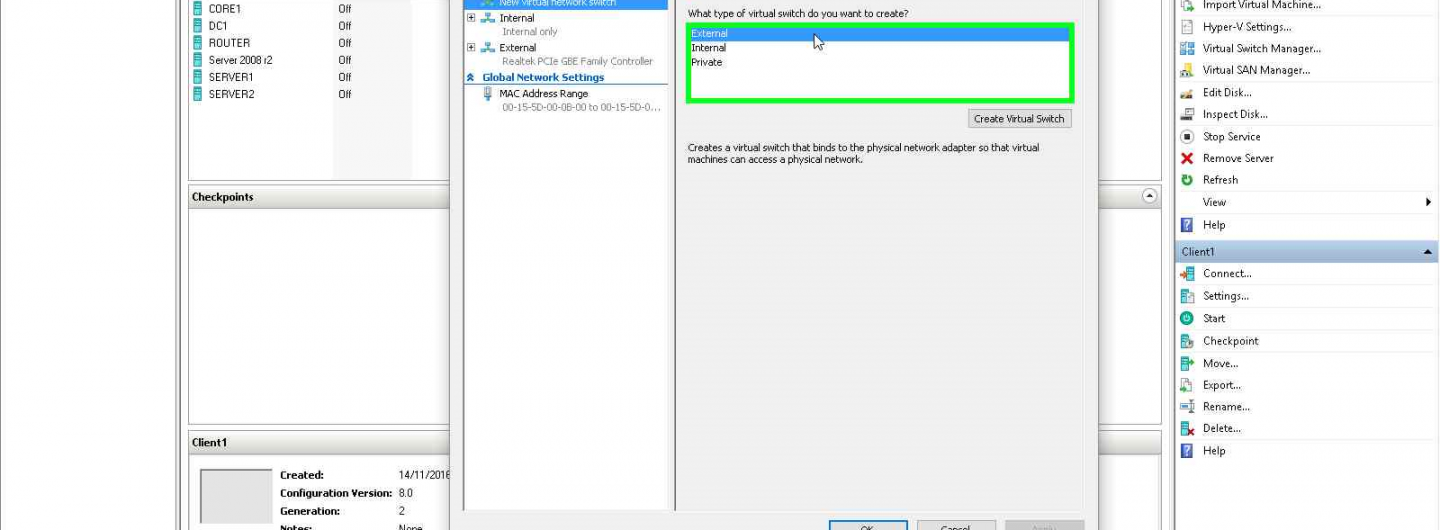 CORE1 Off
DC1 Off
ROUTER Off
Server 2008 r2 Off
SERVER1 Off
SERVER2 Off
Checkpoints
Client1
Created: 14/11/2016
Configuration Version: 8.0
Generation: 2
Notes: None
New virtual network switch
Internal
Internal only
External
Realtek PCIe GBE Family Controller
Global Network Settings
MAC Address Range
00-15-5D-00-0B-00 to 00-15-5D-0...
What type of virtual switch do you want to create?
External
Internal
Private
Create Virtual Switch
Creates a virtual switch that binds to the physical network adapter so that virtual
machines can access a physical network.
OK Cancel Apply
Import Virtual Machine...
Hyper-V Settings...
Virtual Switch Manager...
Virtual SAN Manager...
Edit Disk...
Inspect Disk...
Stop Service
Remove Server
Refresh
View
Help
Client1
Connect...
Settings...
Start
Checkpoint
Move...
Export...
Rename...
Delete...
Help